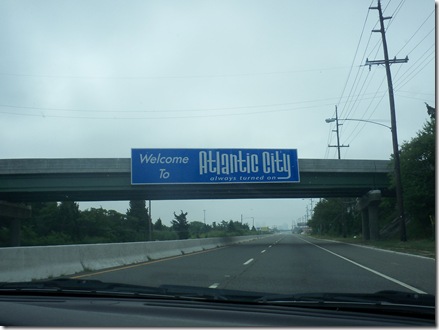 Welcome To
Atlantic City
always turned on